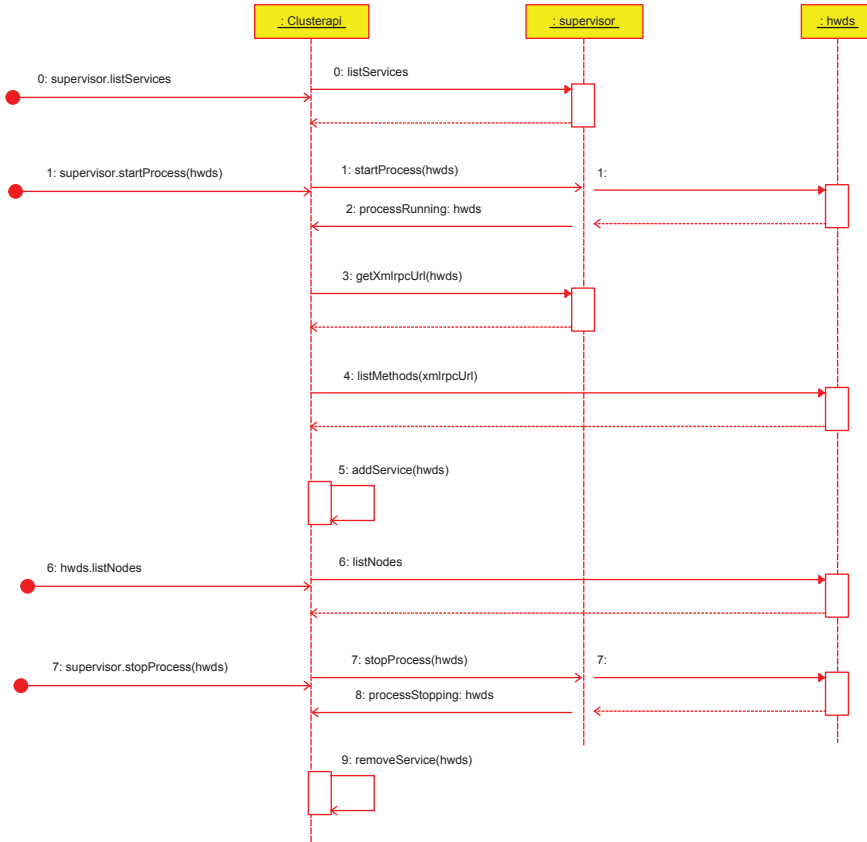 : Clusterapi
: supervisor
: hwds
0: supervisor.listServices
0: listServices
1: supervisor.startProcess(hwds)
1: startProcess(hwds)
1:
2: processRunning: hwds
3: getXmlrpcUrl(hwds)
4: listMethods(xmlrpcUrl)
5: addService(hwds)
6: hwds.listNodes
6: listNodes
7: supervisor.stopProcess(hwds)
7: stopProcess(hwds)
7:
8: processStopping: hwds
9: removeService(hwds)